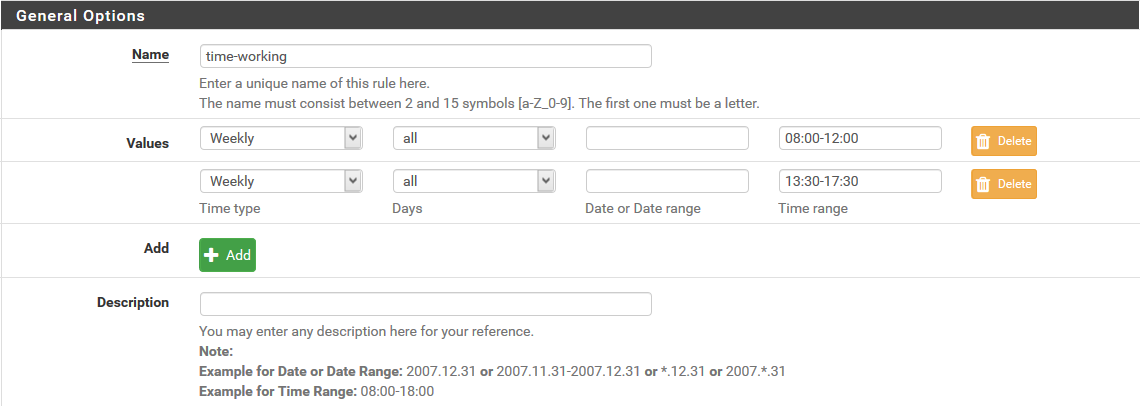 General Options
Name
time-working
Enter a unique name of this rule here.
The name must consist between 2 and 15 symbols [a-Z_0-9]. The first one must be a letter.
Values Weekly all 08:00-12:00 Delete
Weekly all 13:30-17:30 Delete
Time type Days Date or Date range Time range
Add Add
Description
You may enter any description here for your reference.
Note:
Example for Date or Date Range: 2007.12.31 or 2007.11.31-2007.12.31 or *.12.31 or 2007.*.31
Example for Time Range: 08:00-18:00